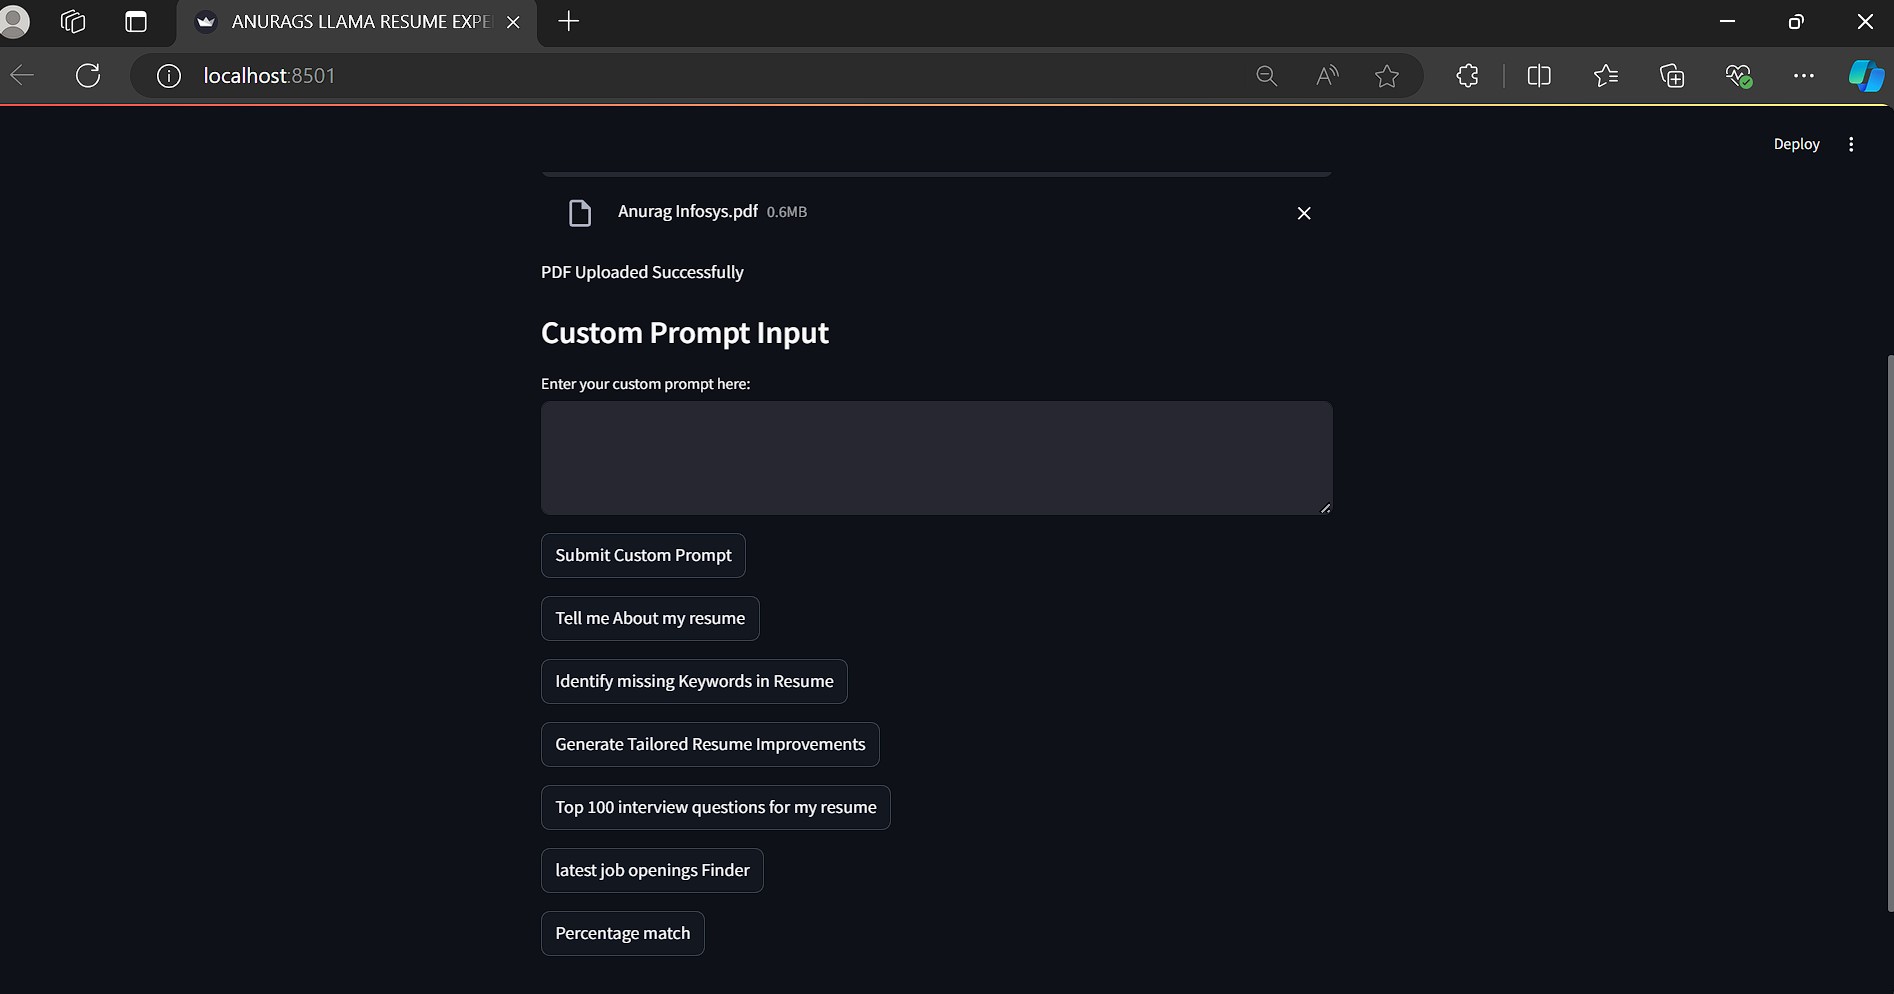 ANURAGS LLAMA RESUME EXPE
localhost:8501
Deploy
Anurag Infosys.pdf 0.6MB
PDF Uploaded Successfully
Custom Prompt Input
Enter your custom prompt here:
Submit Custom Prompt
Tell me About my resume
Identify missing Keywords in Resume
Generate Tailored Resume Improvements
Top 100 interview questions for my resume
latest job openings Finder
Percentage match